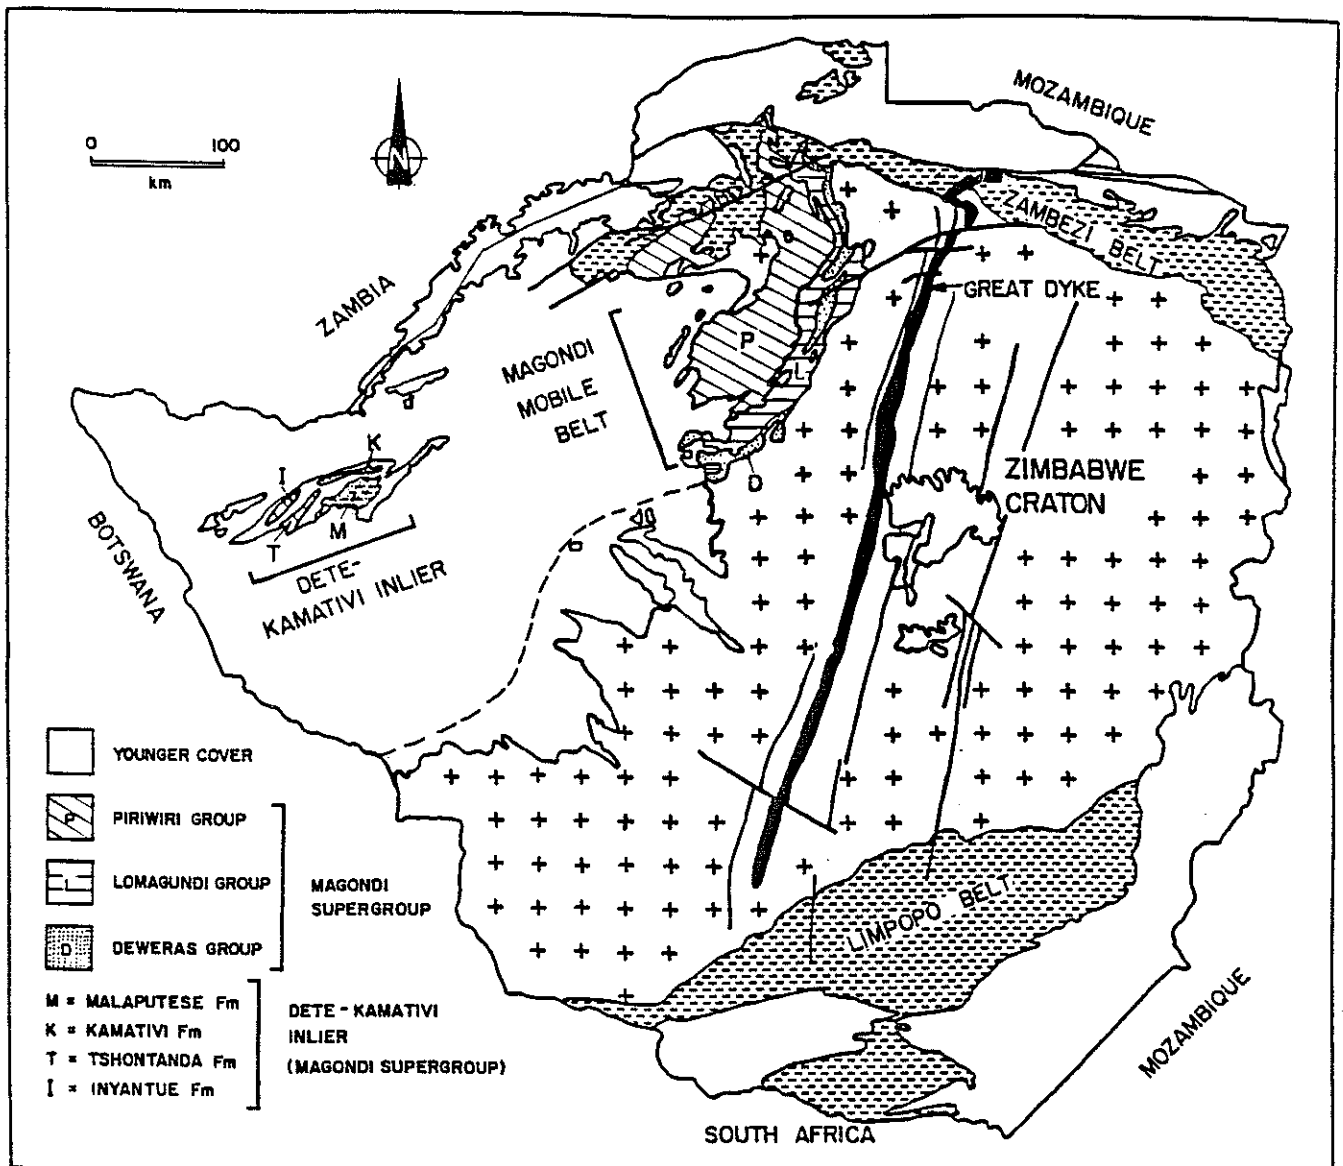 MOZAMBIQUE
0 100
km
N
ZAMBEZI BELT
GREAT DYKE
ZAMBIA
MAGONDI
MOBILE
BELT
P
L
D
K
I
M
T
ZIMBABWE
CRATON
BOTSWANA
DETE-
KAMATIVI INLIER
YOUNGER COVER
P PIRIWIRI GROUP
L LOMAGUNDI GROUP
D DEWERAS GROUP
MAGONDI
SUPERGROUP
M = MALAPUTESE Fm
K = KAMATIVI Fm
T = TSHONTANDA Fm
I = INYANTUE Fm
DETE - KAMATIVI
INLIER
(MAGONDI SUPERGROUP)
LIMPOPO BELT
MOZAMBIQUE
SOUTH AFRICA